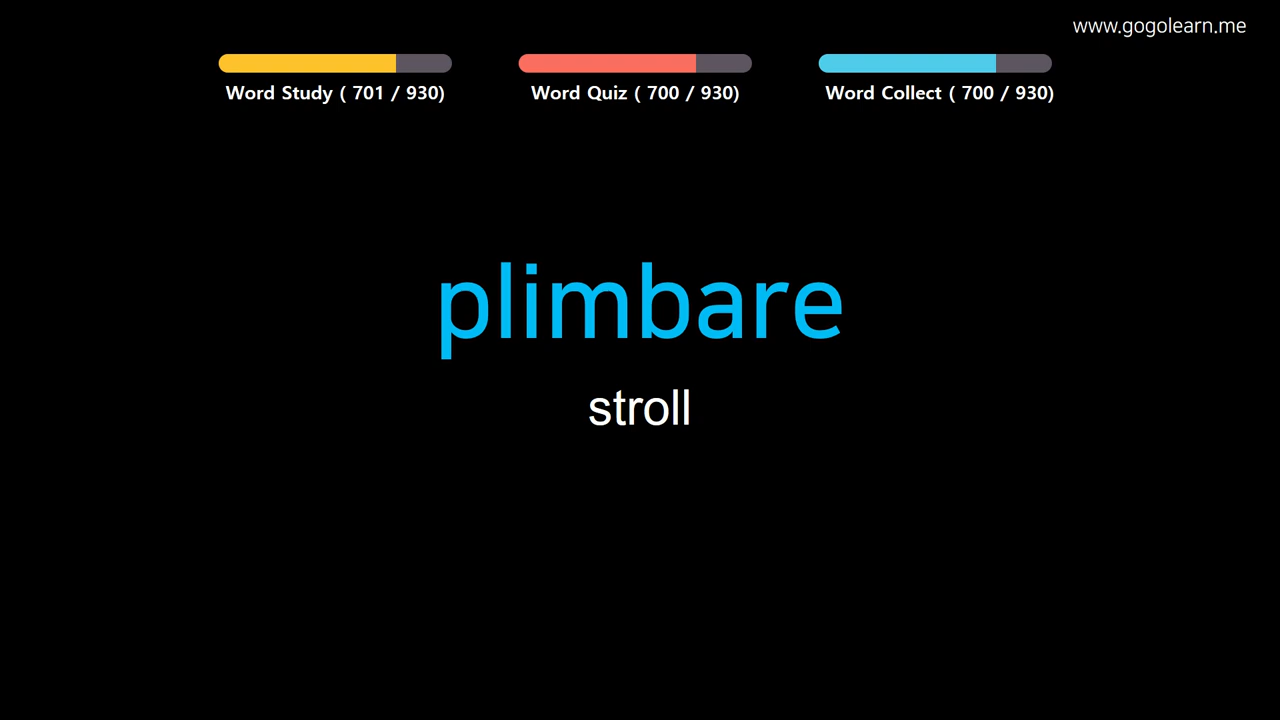 www.gogolearn.me
Word Study ( 701 / 930)
Word Quiz ( 700 / 930)
Word Collect ( 700 / 930)
plimbare
stroll